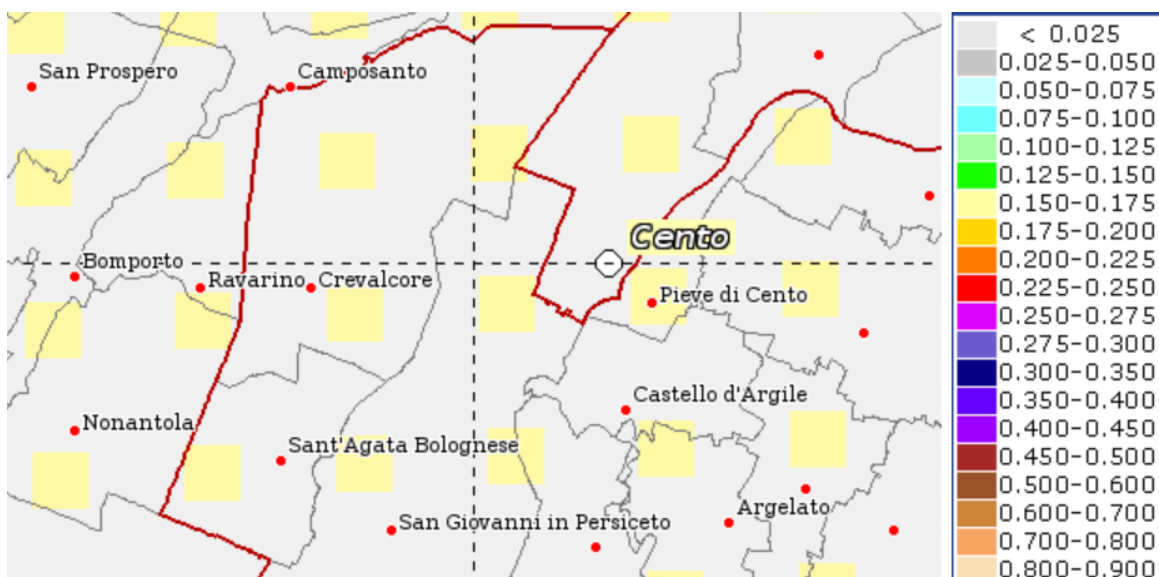 San Prospero
Camposanto
Cento
Bomporto
Ravarino
Crevalcore
Pieve di Cento
Castello d'Argile
Nonantola
Sant'Agata Bolognese
Argelato
San Giovanni in Persiceto
< 0.025
0.025-0.050
0.050-0.075
0.075-0.100
0.100-0.125
0.125-0.150
0.150-0.175
0.175-0.200
0.200-0.225
0.225-0.250
0.250-0.275
0.275-0.300
0.300-0.350
0.350-0.400
0.400-0.450
0.450-0.500
0.500-0.600
0.600-0.700
0.700-0.800
0.800-0.900